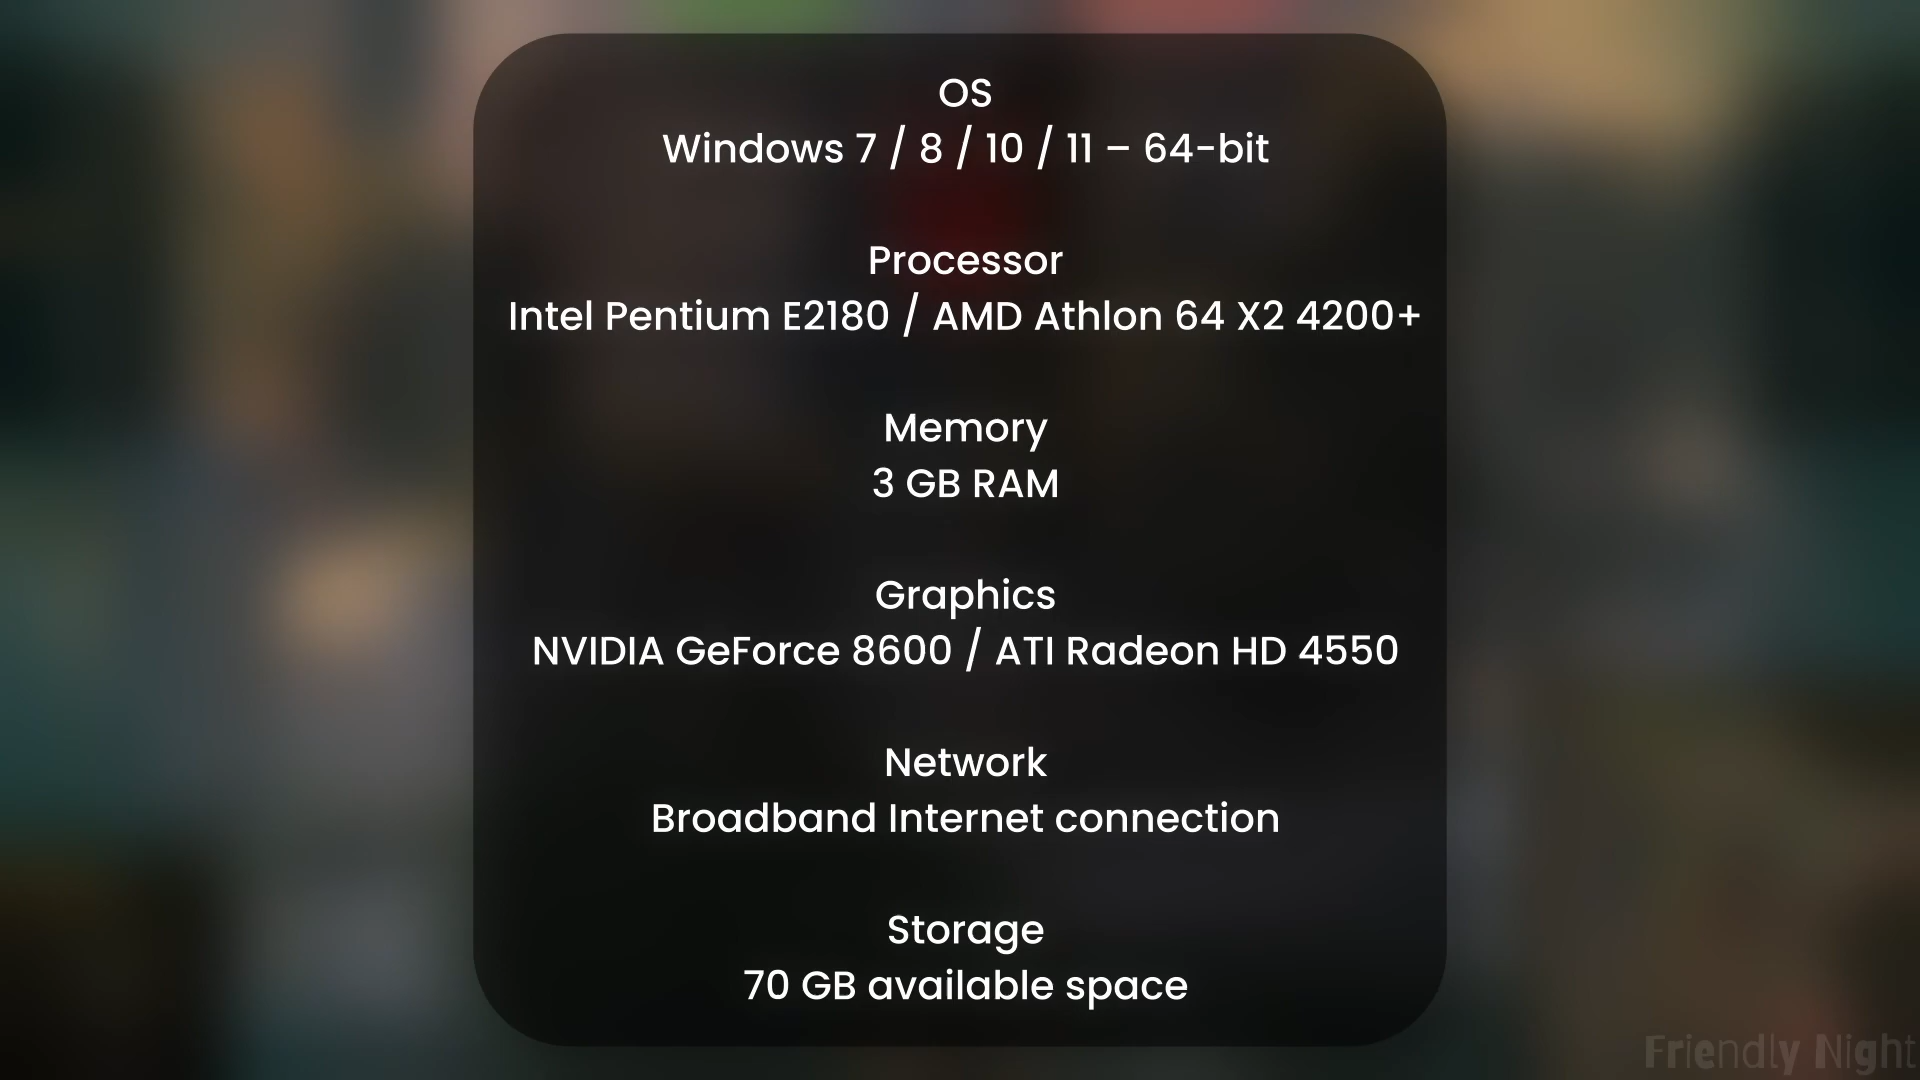 OS
Windows 7 / 8 / 10 / 11 – 64-bit
Processor
Intel Pentium E2180 / AMD Athlon 64 X2 4200+
Memory
3 GB RAM
Graphics
NVIDIA GeForce 8600 / ATI Radeon HD 4550
Network
Broadband Internet connection
Storage
70 GB available space
Friendly Night